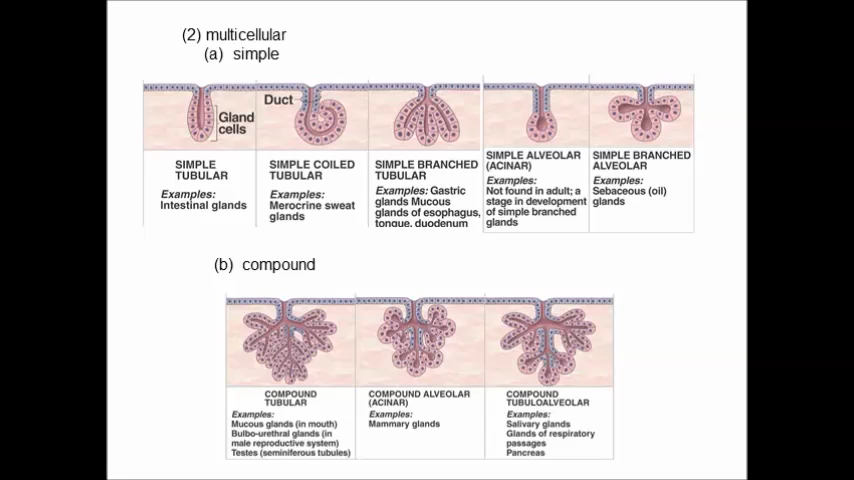 (2) multicellular
(a) simple
Gland
cells
Duct
SIMPLE
TUBULAR
Examples:
Intestinal glands
SIMPLE COILED
TUBULAR
Examples:
Merocrine sweat
glands
SIMPLE BRANCHED
TUBULAR
Examples: Gastric
glands Mucous
glands of esophagus,
tongue, duodenum
SIMPLE ALVEOLAR
(ACINAR)
Examples:
Not found in adult; a
stage in development
of simple branched
glands
SIMPLE BRANCHED
ALVEOLAR
Examples:
Sebaceous (oil)
glands
(b) compound
COMPOUND
TUBULAR
Examples:
Mucous glands (in mouth)
Bulbo-urethral glands (in
male reproductive system)
Testes (seminiferous tubules)
COMPOUND ALVEOLAR
(ACINAR)
Examples:
Mammary glands
COMPOUND
TUBULOALVEOLAR
Examples:
Salivary glands
Glands of respiratory
passages
Pancreas